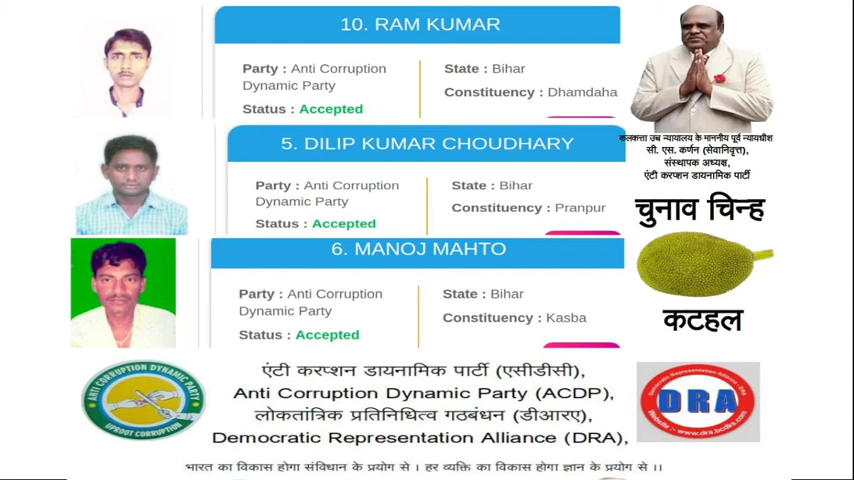 10. RAM KUMAR
Party : Anti Corruption
Dynamic Party
Status : Accepted
State : Bihar
Constituency : Dhamdaha
5. DILIP KUMAR CHOUDHARY
Party : Anti Corruption
Dynamic Party
Status : Accepted
State : Bihar
Constituency : Pranpur
6. MANOJ MAHTO
Party : Anti Corruption
Dynamic Party
Status : Accepted
State : Bihar
Constituency : Kasba
कलकत्ता उच्च न्यायालय के माननीय पूर्व न्यायधीश
सी. एस. कर्णन (सेवानिवृत्त),
संस्थापक अध्यक्ष,
एंटी करप्शन डायनामिक पार्टी
चुनाव चिन्ह
कटहल
ANTI CORRUPTION DYNAMIC PARTY
UPROOT CORRUPTION
एंटी करप्शन डायनामिक पार्टी (एसीडीसी),
Anti Corruption Dynamic Party (ACDP),
लोकतांत्रिक प्रतिनिधित्व गठबंधन (डीआरए),
Democratic Representation Alliance (DRA),
Democratic Representation Alliance -DRA
DRA
भारत का विकास होगा संविधान के प्रयोग से । हर व्यक्ति का विकास होगा ज्ञान के प्रयोग से ।।